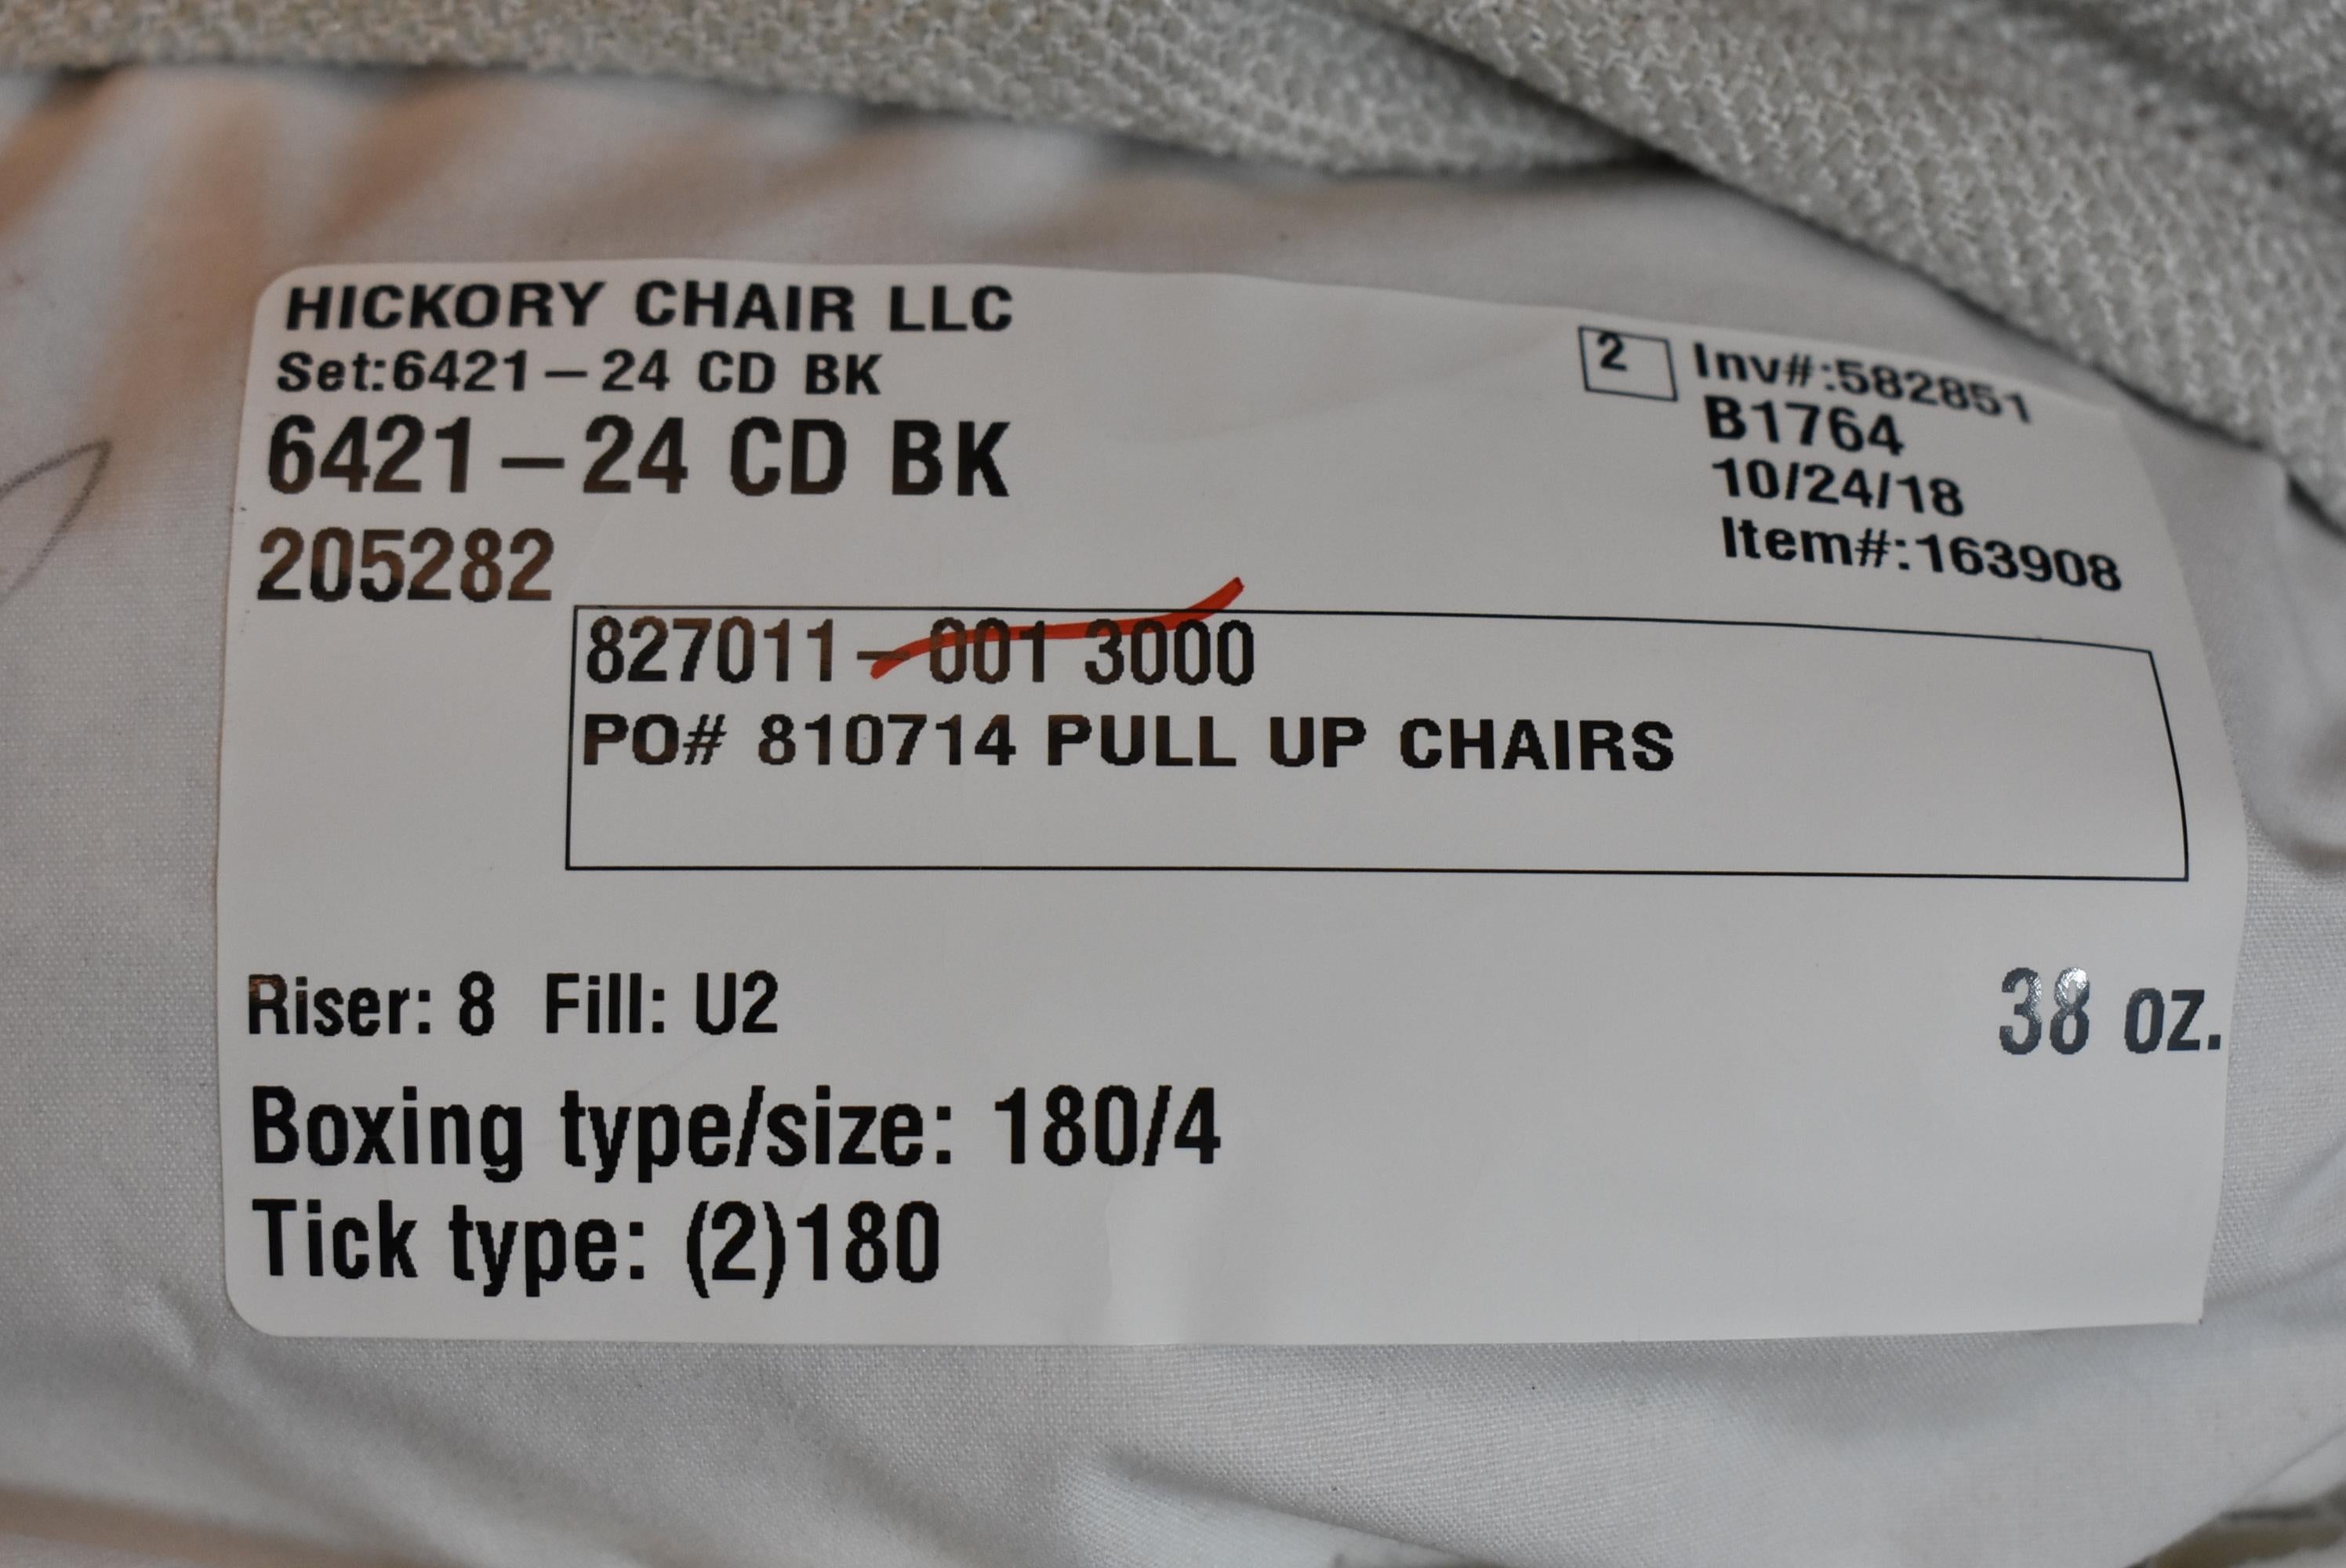 HICKORY CHAIR LLC
Set:6421-24 CD BK
6421-24 CD BK
205282
2
Inv#:582851
B1764
10/24/18
Item#:163908
827011-001 3000
PO# 810714 PULL UP CHAIRS
Riser: 8 Fill: U2
38 oz.
Boxing type/size: 180/4
Tick type: (2)180